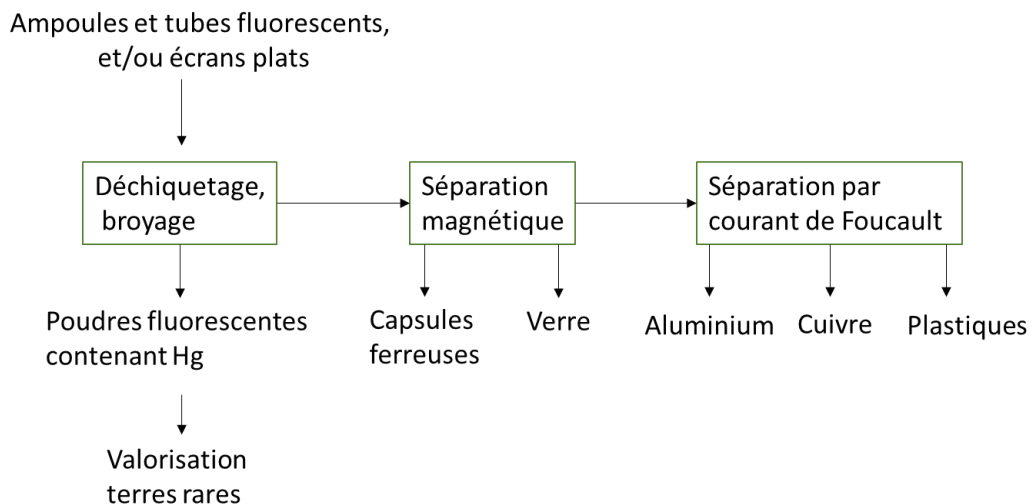 Ampoules et tubes fluorescents,
et/ou écrans plats
Déchiquetage,
broyage
Séparation
magnétique
Séparation par
courant de Foucault
Poudres fluorescentes
contenant Hg
Capsules
ferreuses
Verre
Aluminium
Cuivre
Plastiques
Valorisation
terres rares